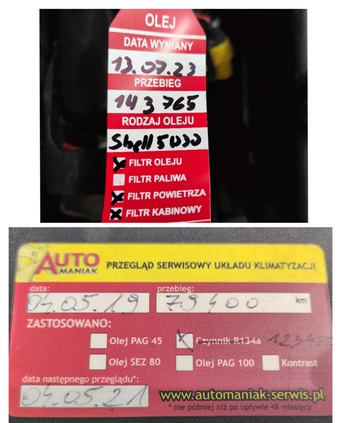 OLEJ
DATA WYMIANY
13.07.23
PRZEBIEG
143765
RODZAJ OLEJU
Shell 5W30
FILTR OLEJU
FILTR PALIWA
FILTR POWIETRZA
FILTR KABINOWY
AUTO
MANIAK
PRZEGLĄD SERWISOWY UKŁADU KLIMATYZACJI
data: przebieg:
04.05.19 79400 km
ZASTOSOWANO:
Olej PAG 45 Czynnik R134a
Olej SEZ 80 Olej PAG 100 Kontrast
data następnego przeglądu*:
04.05.21
www.automaniak-serwis.pl
* nie później niż po upływie 48 miesięcy